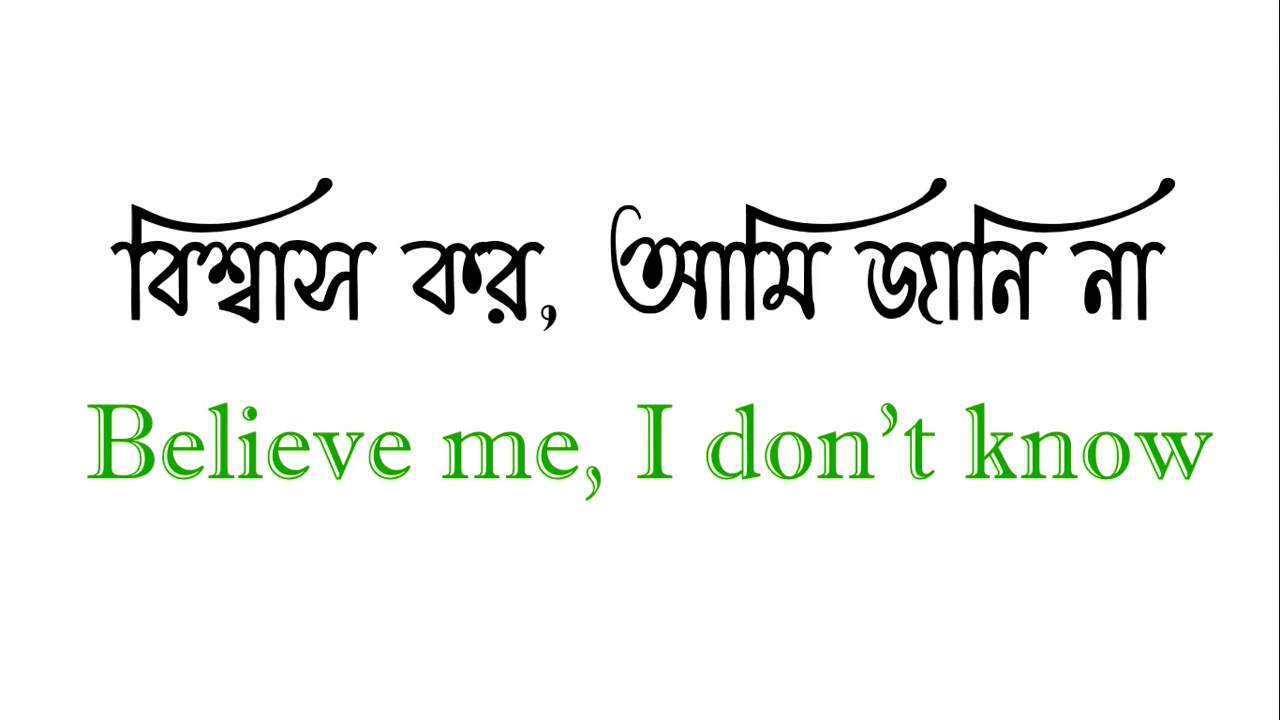 বিশ্বাস কর, আমি জানি না
Believe me, I don’t know